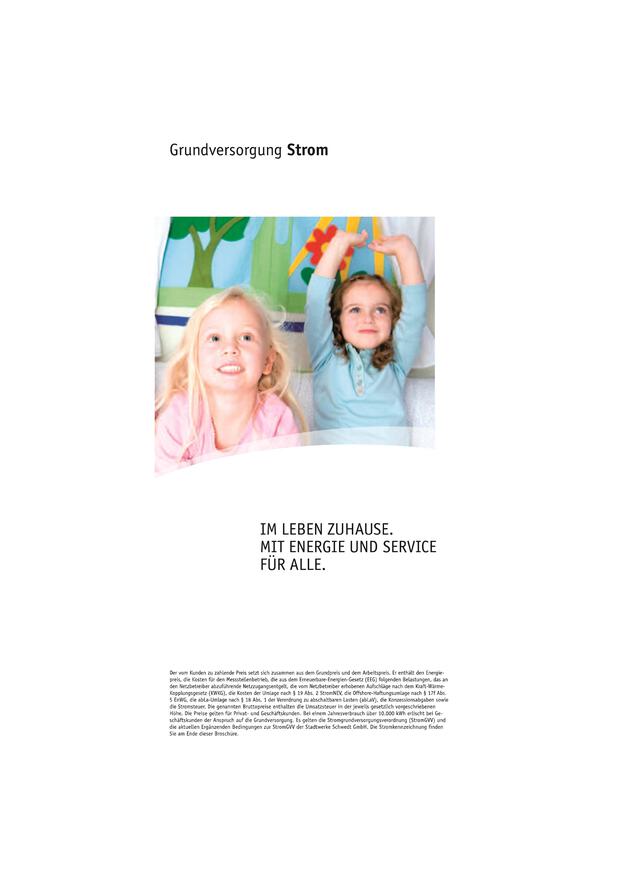 Grundversorgung Strom
IM LEBEN ZUHAUSE.
MIT ENERGIE UND SERVICE
FÜR ALLE.
Der vom Kunden zu zahlende Preis setzt sich zusammen aus dem Grundpreis und dem Arbeitspreis. Er enthält den Energie-
preis, die Kosten für den Messstellenbetrieb, die aus dem Erneuerbare-Energien-Gesetz (EEG) folgenden Belastungen, das an
den Netzbetreiber abzuführende Netzzugangsentgelt, die vom Netzbetreiber erhobenen Aufschläge nach dem Kraft-Wärme-
Kopplungsgesetz (KWKG), die Kosten der Umlage nach § 19 Abs. 2 StromNEV, die Offshore-Haftungsumlage nach § 17f Abs.
5 EnWG, die abLa-Umlage nach § 18 Abs. 1 der Verordnung zu abschaltbaren Lasten (abLaV), die Konzessionsabgaben sowie
die Stromsteuer. Die genannten Bruttopreise enthalten die Umsatzsteuer in der jeweils gesetzlich vorgeschriebenen
Höhe. Die Preise gelten für Privat- und Geschäftskunden. Bei einem Jahresverbrauch über 10.000 kWh erlischt bei Ge-
schäftskunden der Anspruch auf die Grundversorgung. Es gelten die Stromgrundversorgungsverordnung (StromGVV) und
die aktuellen Ergänzenden Bedingungen zur StromGVV der Stadtwerke Schwedt GmbH. Die Stromkennzeichnung finden
Sie am Ende dieser Broschüre.